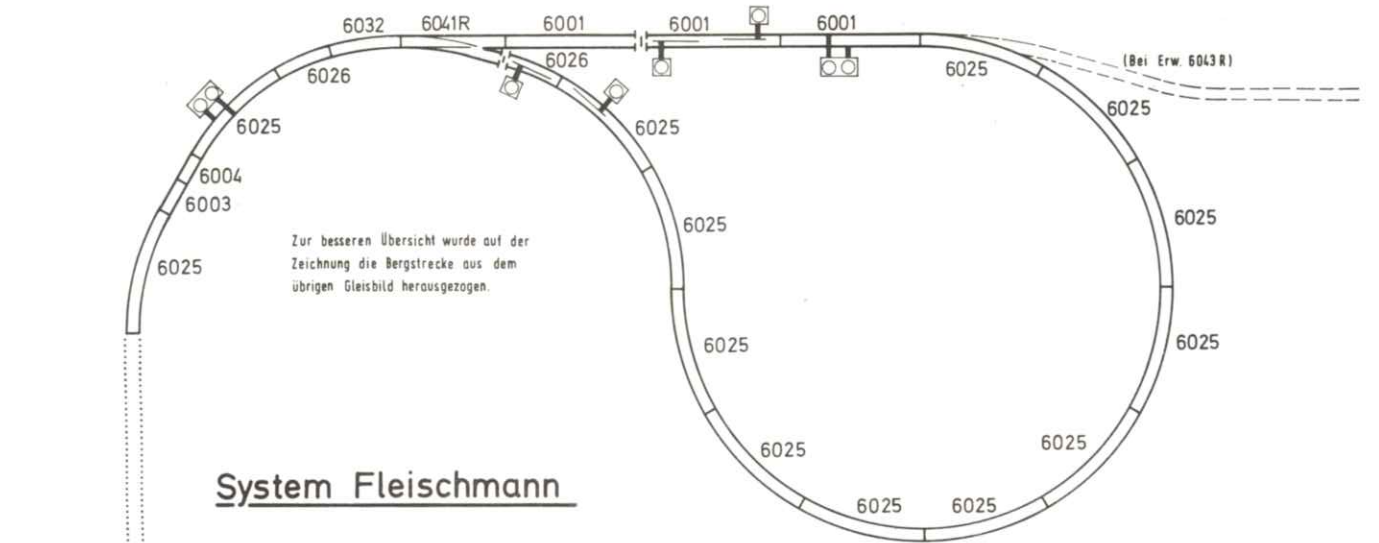 6032 6041R 6001 6001 6001
6026 6026 6025 (Bei Erw. 6043 R)
6025 6025 6025
6004
6003 6025 6025
Zur besseren Übersicht wurde auf der
Zeichnung die Bergstrecke aus dem
übrigen Gleisbild herausgezogen.
6025
6025 6025
6025 6025
System Fleischmann
6025 6025